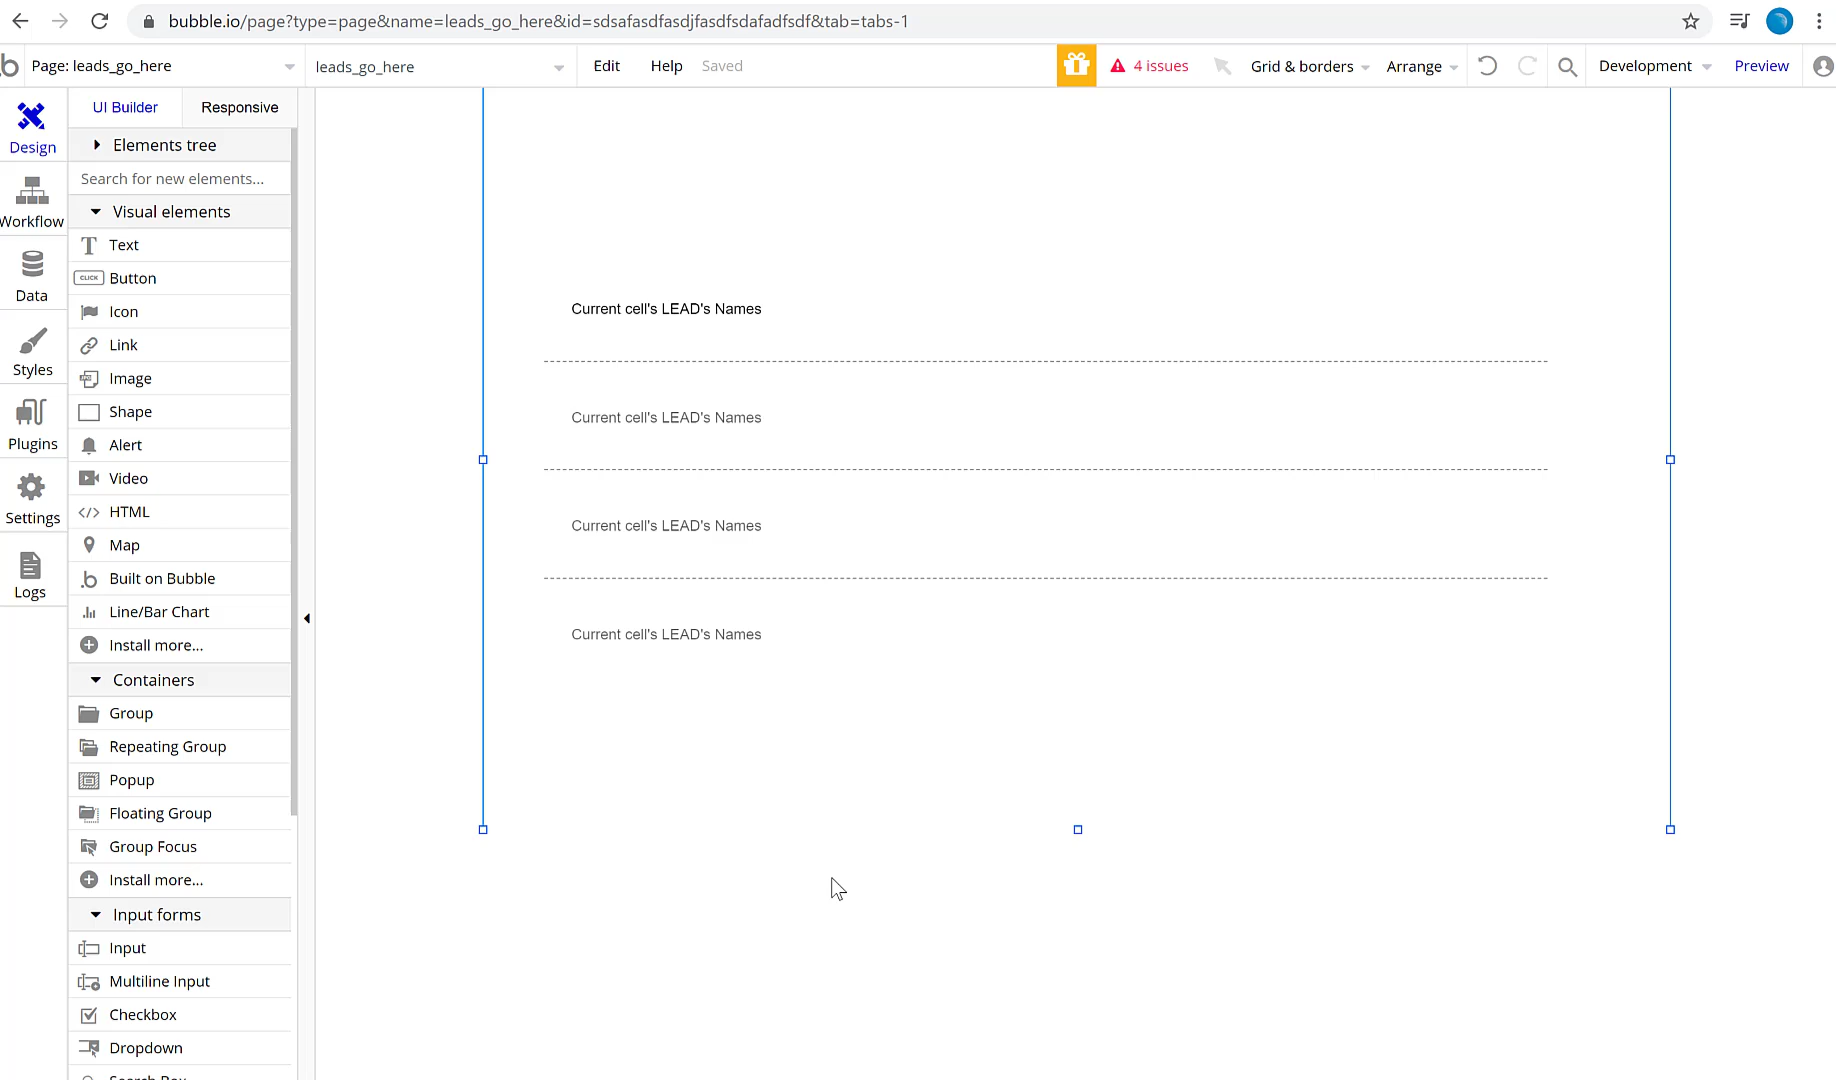 bubble.io/page?type=page&name=leads_go_here&id=sdsafasdfasdjfasdfsdafadfsdf&tab=tabs-1
Page: leads_go_here
leads_go_here
Edit
Help
Saved
4 issues
Grid & borders
Arrange
Development
Preview
Design
Workflow
Data
Styles
Plugins
Settings
Logs
UI Builder
Responsive
Elements tree
Search for new elements...
Visual elements
Text
CLICK
Button
Icon
Link
Image
Shape
Alert
Video
HTML
Map
Built on Bubble
Line/Bar Chart
Install more...
Containers
Group
Repeating Group
Popup
Floating Group
Group Focus
Install more...
Input forms
Input
Multiline Input
Checkbox
Dropdown
Search Box
Current cell's LEAD's Names
Current cell's LEAD's Names
Current cell's LEAD's Names
Current cell's LEAD's Names